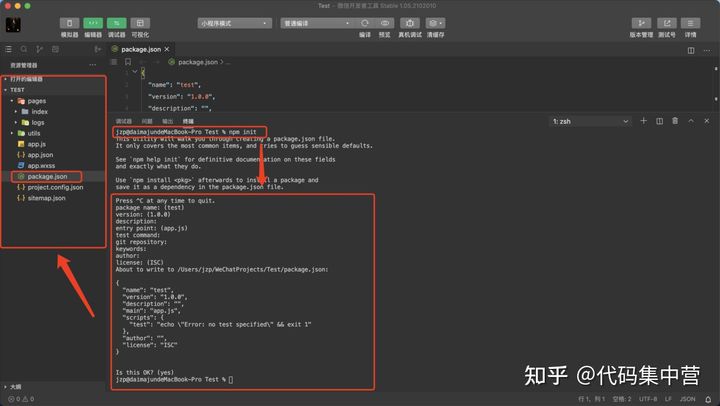 Test - 微信开发者工具 Stable 1.05.2102010
模拟器 编辑器 调试器 可视化
小程序模式 普通编译
编译 预览 真机调试 清缓存
版本管理 测试号 详情
资源管理器
打开的编辑器
TEST
pages
index
logs
utils
app.js
app.json
app.wxss
package.json
project.config.json
sitemap.json
大纲
package.json
package.json > ...
1 {
"name": "test",
"version": "1.0.0",
"description": "",
调试器 问题 输出 终端
1: zsh
jzp@daimajundeMacBook-Pro Test % npm init
This utility will walk you through creating a package.json file.
It only covers the most common items, and tries to guess sensible defaults.
See `npm help init` for definitive documentation on these fields
and exactly what they do.
Use `npm install <pkg>` afterwards to install a package and
save it as a dependency in the package.json file.
Press ^C at any time to quit.
package name: (test)
version: (1.0.0)
description:
entry point: (app.js)
test command:
git repository:
keywords:
author:
license: (ISC)
About to write to /Users/jzp/WeChatProjects/Test/package.json:
{
"name": "test",
"version": "1.0.0",
"description": "",
"main": "app.js",
"scripts": {
"test": "echo \"Error: no test specified\" && exit 1"
},
"author": "",
"license": "ISC"
}
Is this OK? (yes)
jzp@daimajundeMacBook-Pro Test %
知乎 @代码集中营
0 0
行 1，列 1 空格: 2 UTF-8 LF JSON